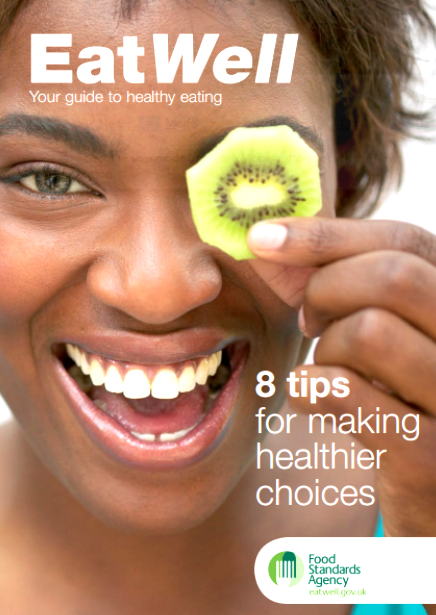 EatWell
Your guide to healthy eating
8 tips
for making
healthier
choices
Food
Standards
Agency
eatwell.gov.uk